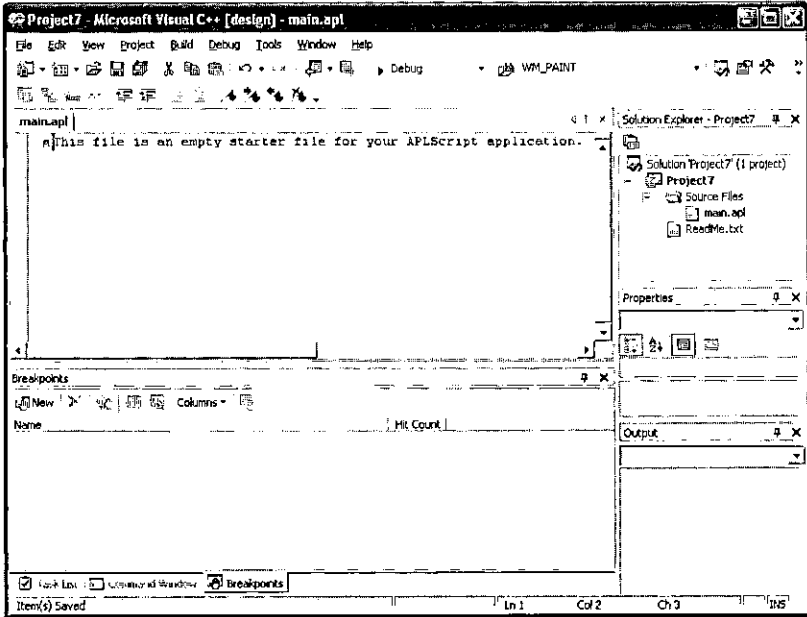 Project7 - Microsoft Visual C++ [design] - main.apl
File Edit View Project Build Debug Tools Window Help
Debug WM_PAINT
main.apl
This file is an empty starter file for your APLScript application.
Solution Explorer - Project7
Solution 'Project7' (1 project)
Project7
Source Files
main.apl
ReadMe.txt
Properties
Breakpoints
New Columns
Name Hit Count
Output
Task List Command Window Breakpoints
Item(s) Saved Ln 1 Col 2 Ch 3 INS